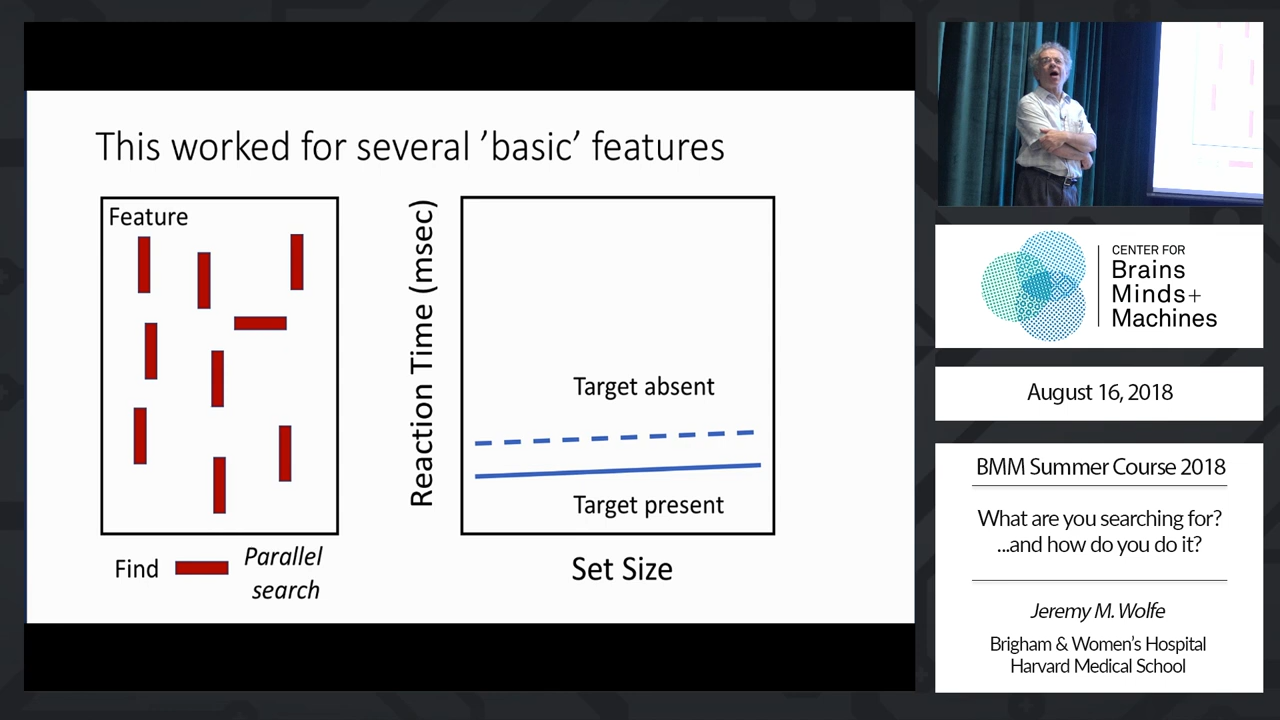 This worked for several ’basic’ features
Feature
Find
Parallel
search
Reaction Time (msec)
Target absent
Target present
Set Size
CENTER FOR
Brains
Minds+
Machines
August 16, 2018
BMM Summer Course 2018
What are you searching for?
...and how do you do it?
Jeremy M. Wolfe
Brigham & Women’s Hospital
Harvard Medical School